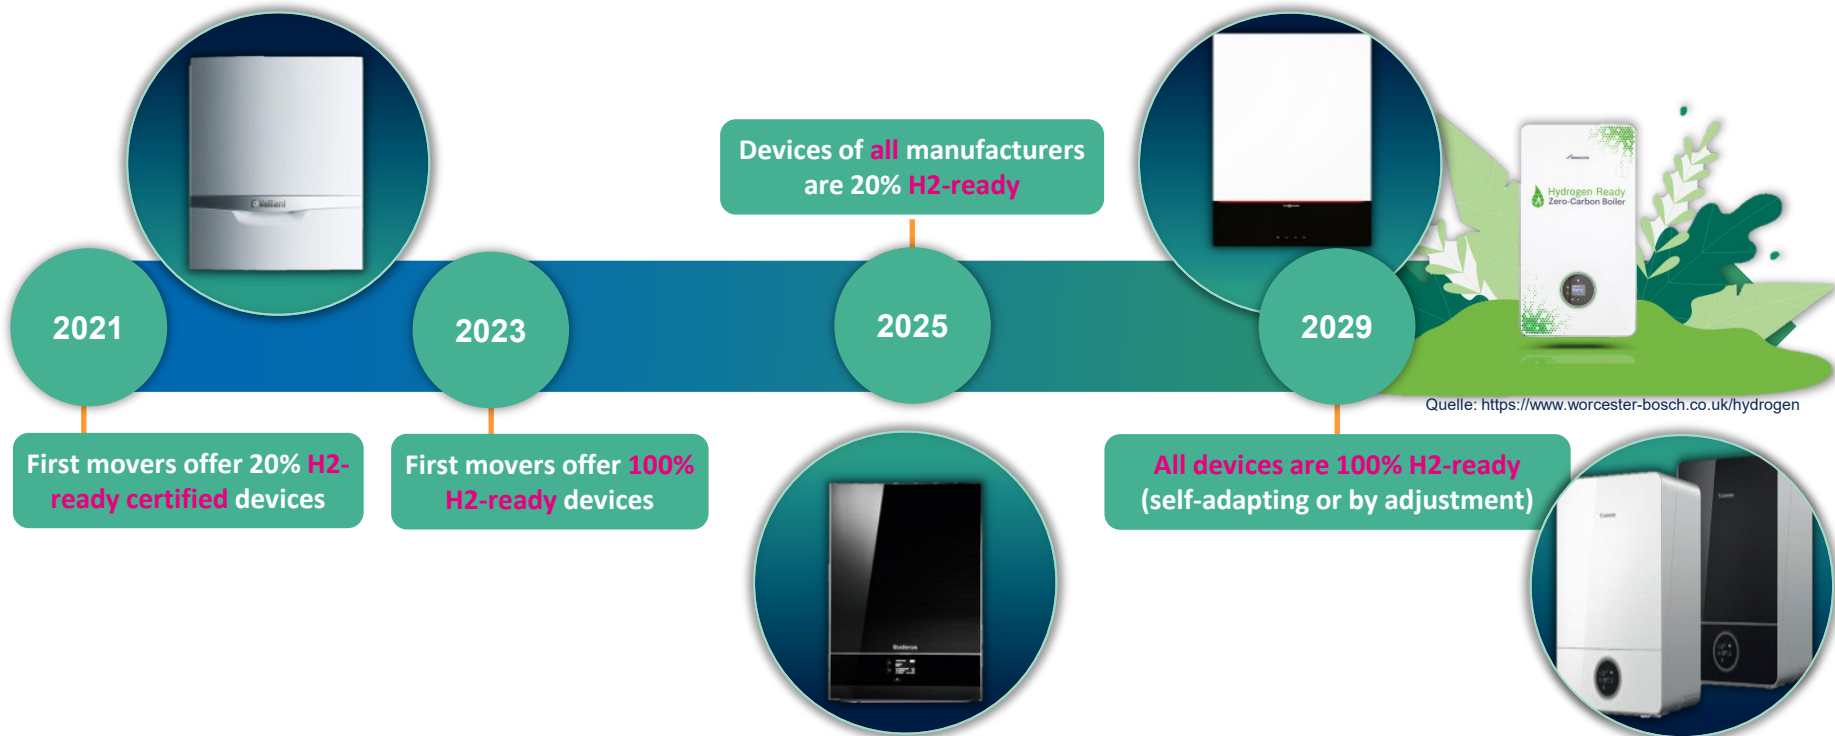 Vaillant
Devices of all manufacturers
are 20% H2-ready
Hydrogen Ready
Zero-Carbon Boiler
2021
2023
2025
2029
Quelle: https://www.worcester-bosch.co.uk/hydrogen
First movers offer 20% H2-
ready certified devices
First movers offer 100%
H2-ready devices
All devices are 100% H2-ready
(self-adapting or by adjustment)
Buderus